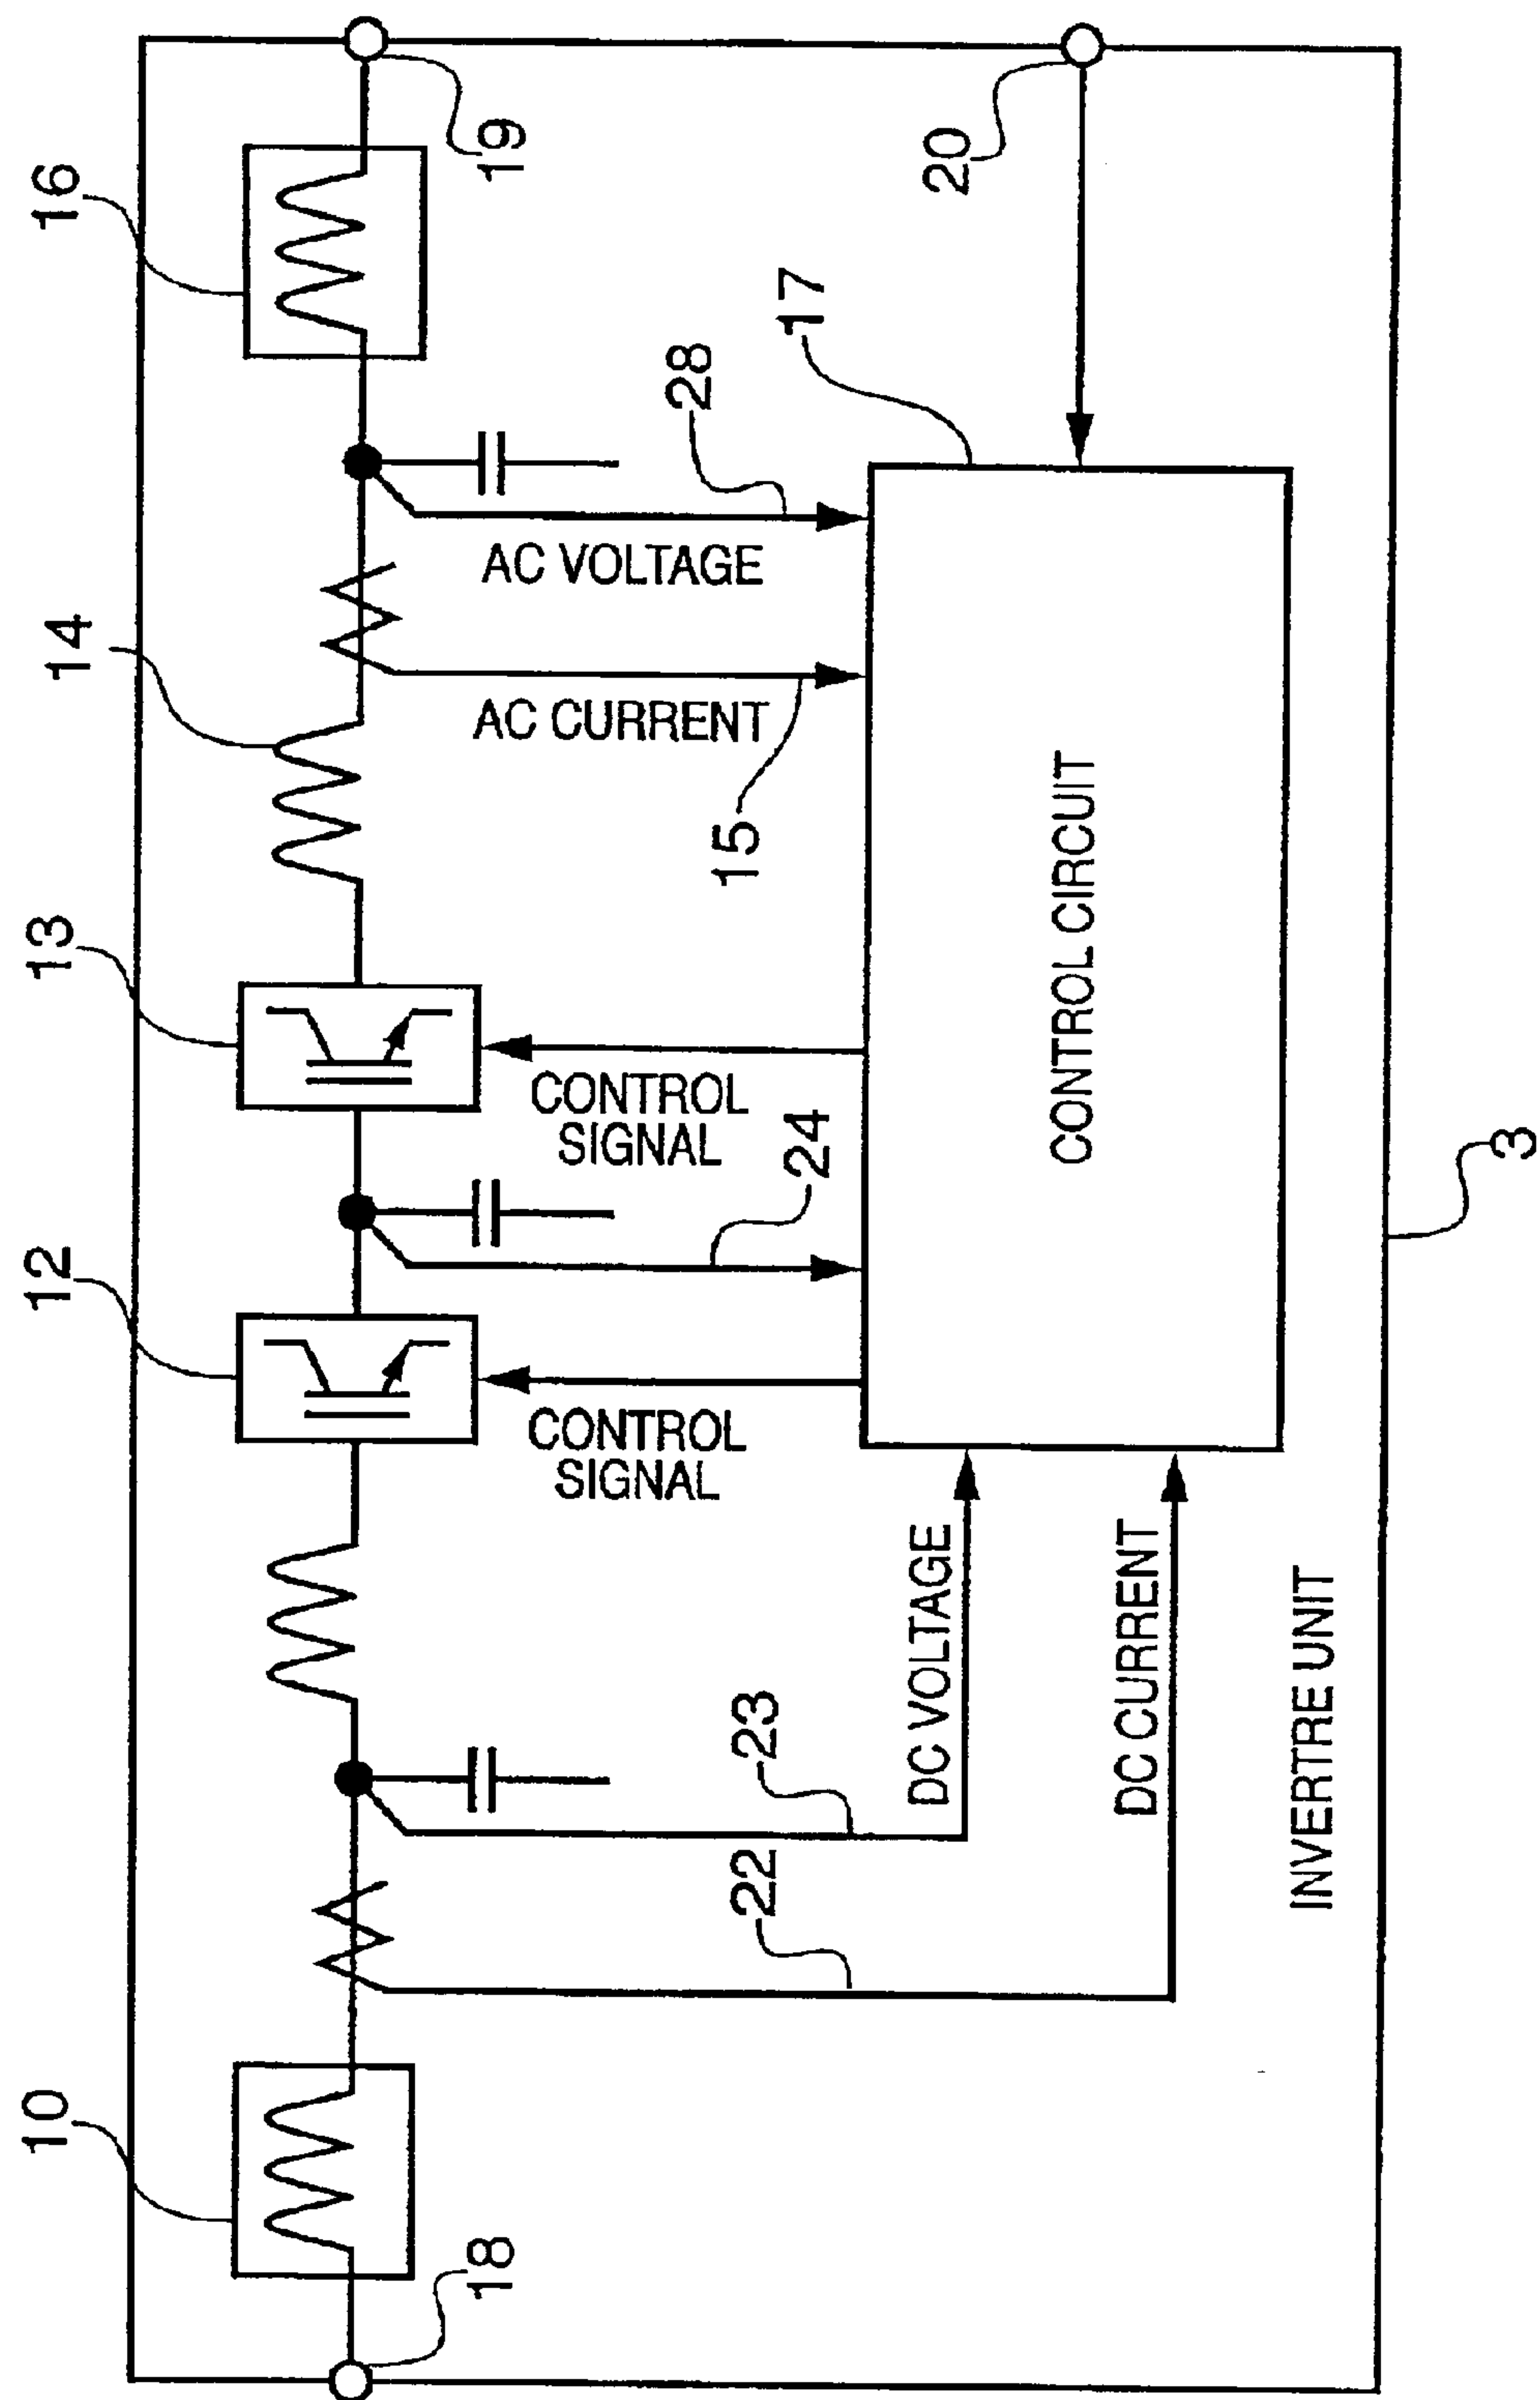 10
12
13
14
16
18
19
22
23
24
15
28
17
20
CONTROL
SIGNAL
CONTROL
SIGNAL
AC CURRENT
AC VOLTAGE
DC VOLTAGE
DC CURRENT
CONTROL CIRCUIT
INVERTRE UNIT
3